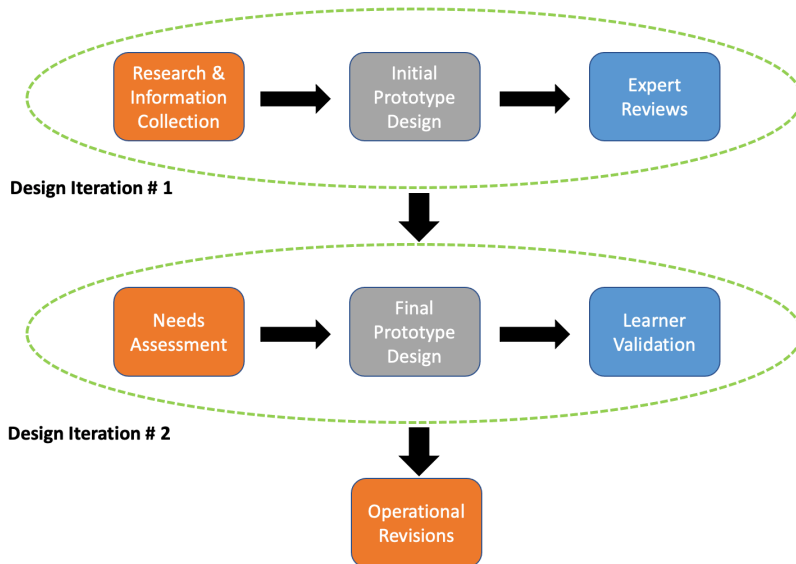 Research &
Information
Collection
Initial
Prototype
Design
Expert
Reviews
Design Iteration # 1
Needs
Assessment
Final
Prototype
Design
Learner
Validation
Design Iteration # 2
Operational
Revisions